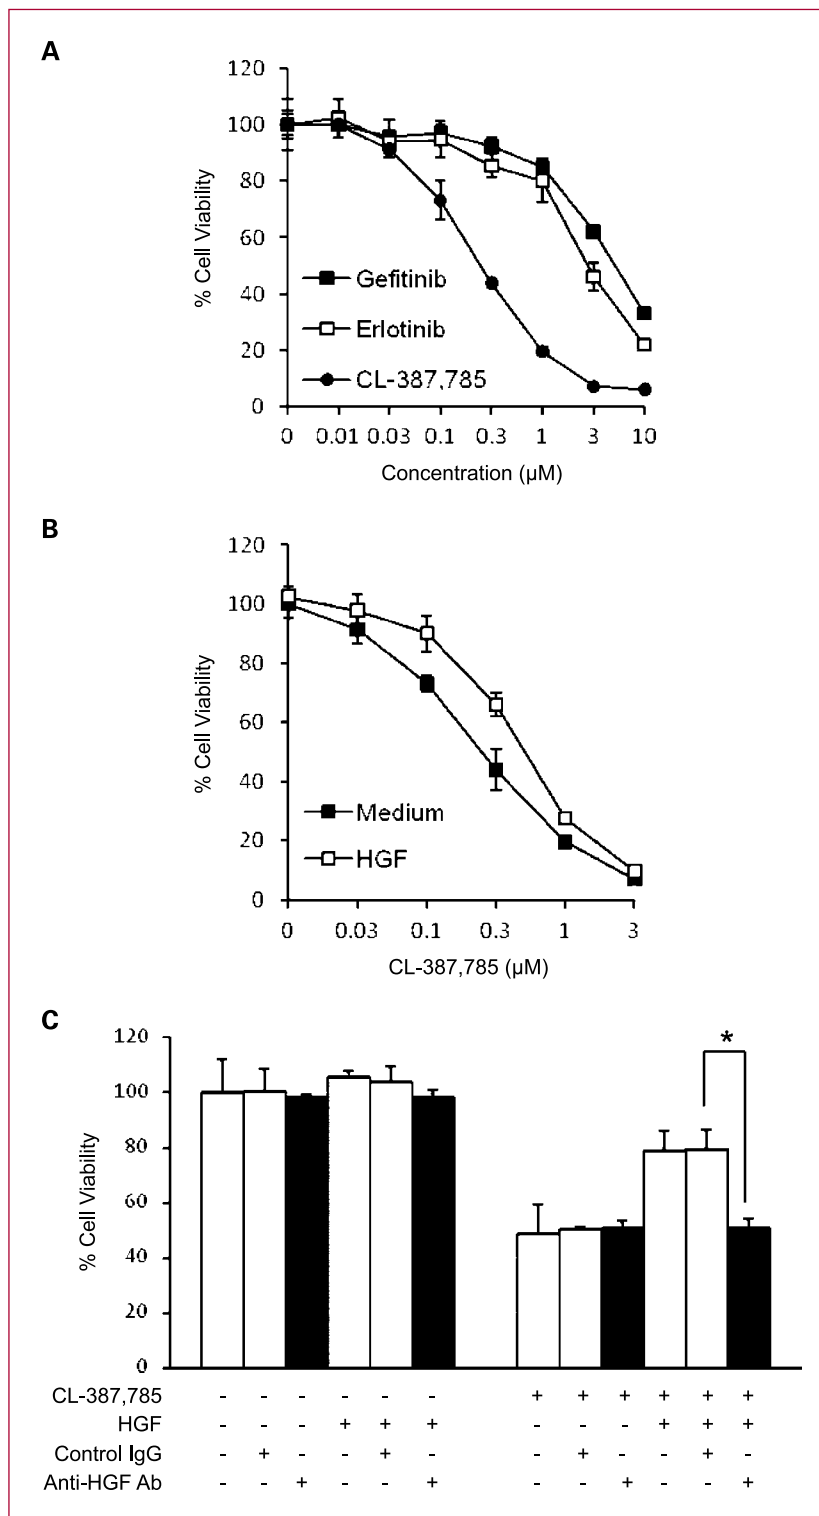 A
120
100
80
60
40
20
0
% Cell Viability
Gefitinib
Erlotinib
CL-387,785
0 0.01 0.03 0.1 0.3 1 3 10
Concentration (µM)
B
120
100
80
60
40
20
0
% Cell Viability
Medium
HGF
0 0.03 0.1 0.3 1 3
CL-387,785 (µM)
C
120
100
80
60
40
20
0
% Cell Viability
*
CL-387,785 - - - - - - + + + + + +
HGF - - - + + + - - - + + +
Control IgG - + - - + - - + - - + -
Anti-HGF Ab - - + - - + - - + - - +